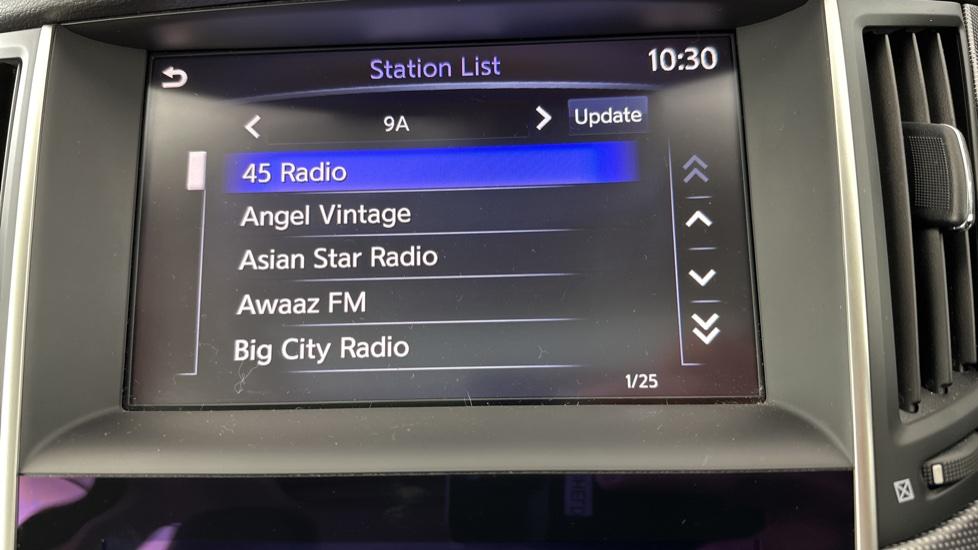 Station List
10:30
9A
Update
45 Radio
Angel Vintage
Asian Star Radio
Awaaz FM
Big City Radio
1/25